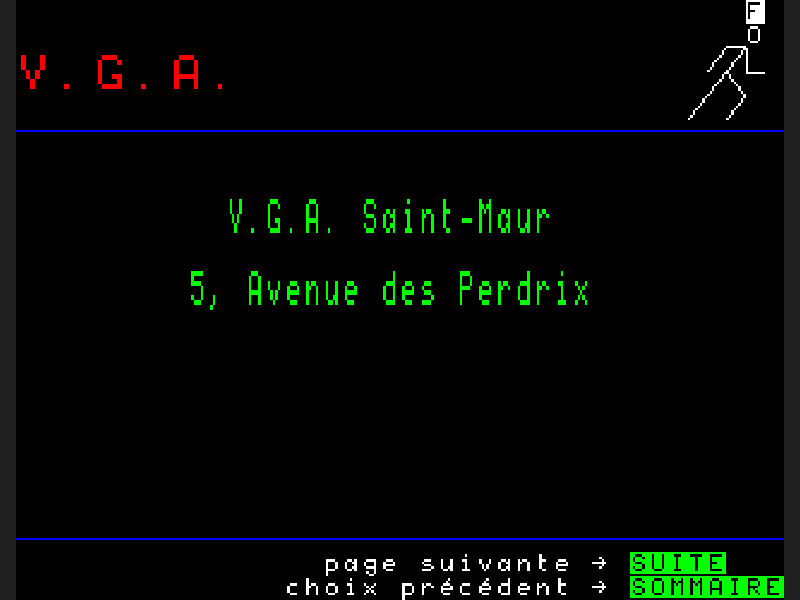 F
V.G.A.
V.G.A. Saint-Maur
5, Avenue des Perdrix
page suivante → SUITE
choix précédent → SOMMAIRE